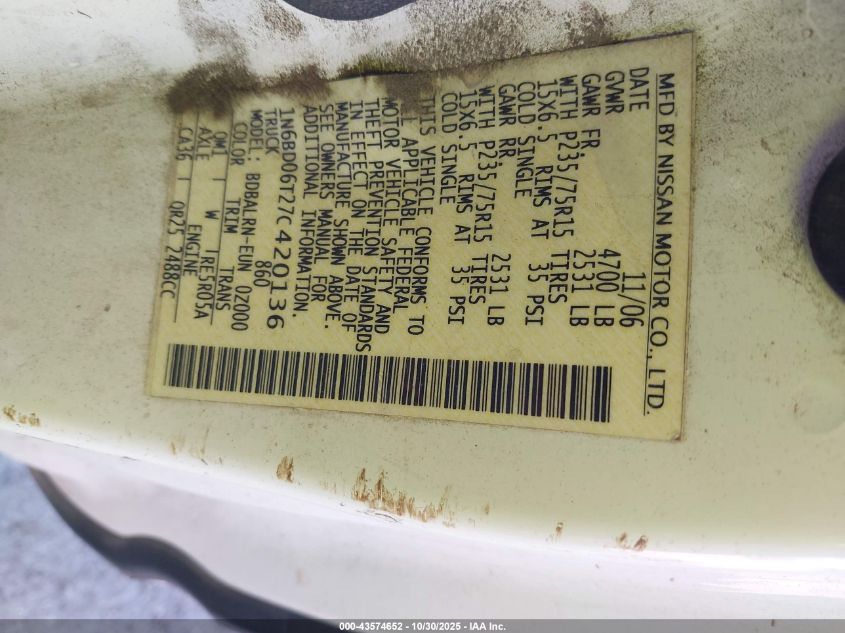 MFD BY NISSAN MOTOR CO., LTD.
DATE 11/06
GVWR 4700 LB
GAWR FR. 2531 LB
WITH P235/75R15 TIRES
15X6.5 RIMS AT 35 PSI
COLD SINGLE
GAWR RR. 2531 LB
WITH P235/75R15 TIRES
15X6.5 RIMS AT 35 PSI
COLD SINGLE
THIS VEHICLE CONFORMS TO
ALL APPLICABLE FEDERAL
MOTOR VEHICLE SAFETY AND
THEFT PREVENTION STANDARDS
IN EFFECT ON THE DATE OF
MANUFACTURE SHOWN ABOVE.
SEE OWNERS MANUAL FOR
ADDITIONAL INFORMATION.
1N6BD06T27C420136
TRUCK 860
MODEL: BDBALRN-EUN 0Z000
COLOR TRIM TRANS
QM1 W RE5R03A
AXLE ENGINE
CA36 QR25 2488CC
000-43574652 - 10/30/2025 - IAA Inc.